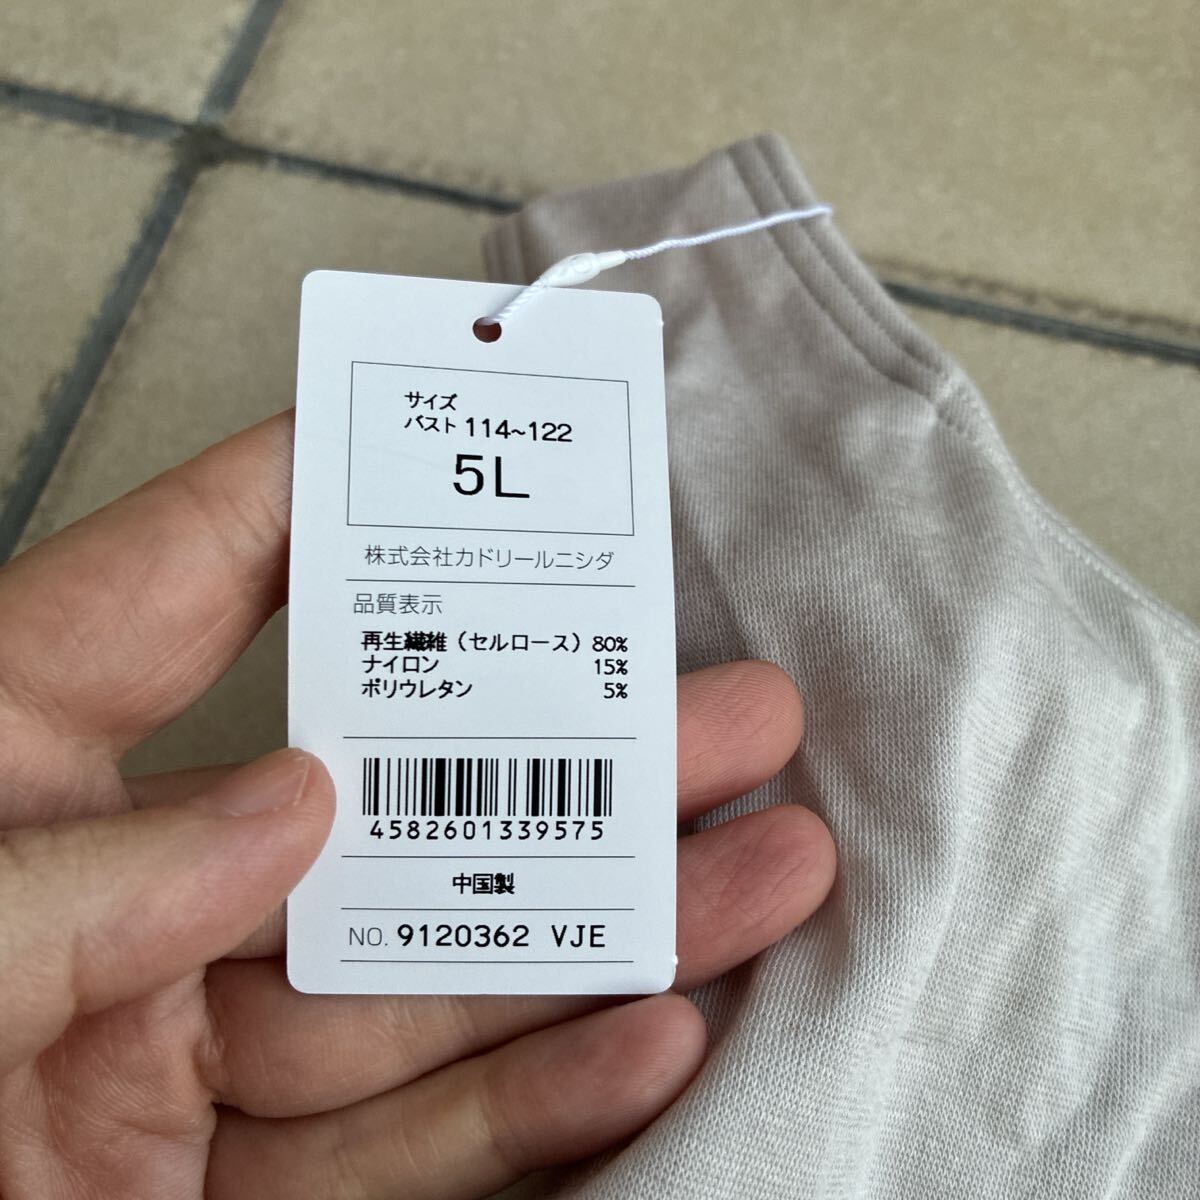 サイズ
バスト 114~122
5L
株式会社カドリールニシダ
品質表示
再生繊維（セルロース）80%
ナイロン 15%
ポリウレタン 5%
4582601339575
中国製
NO. 9120362 VJE